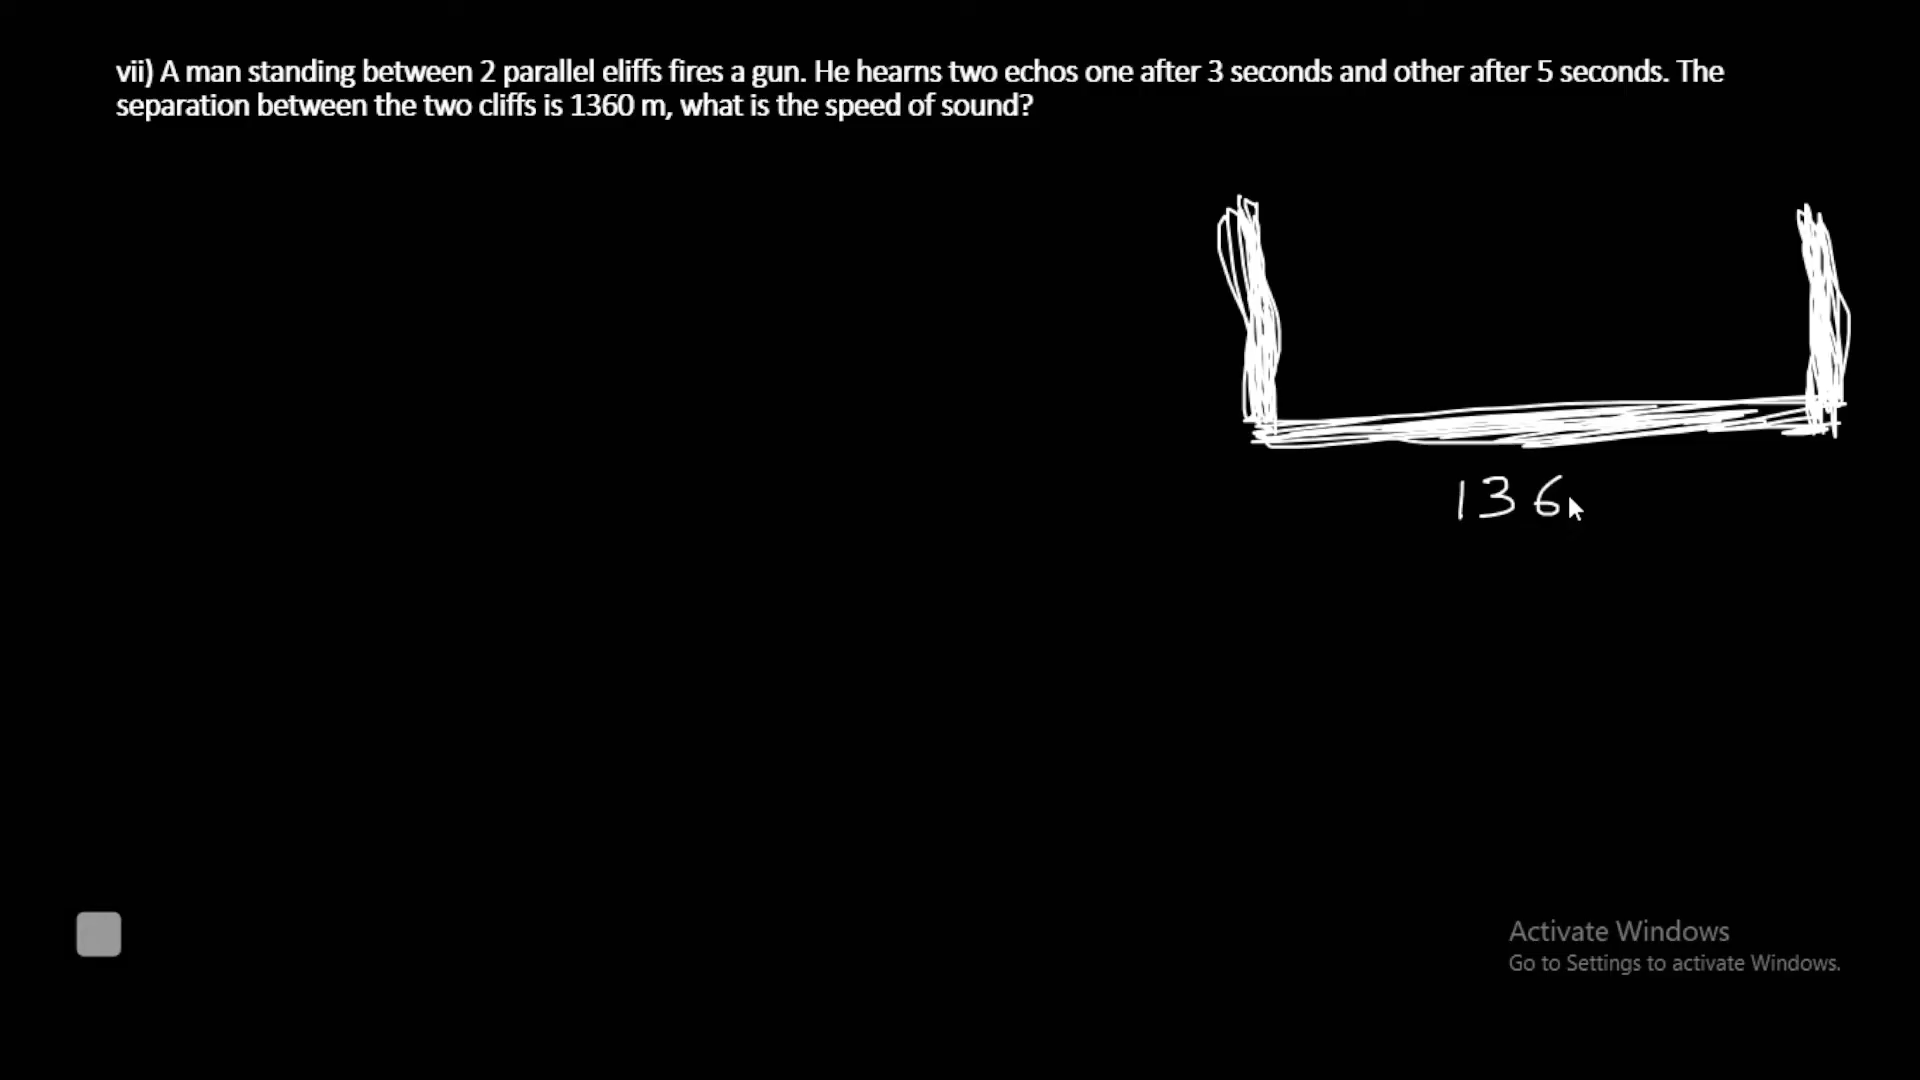 vii) A man standing between 2 parallel eliffs fires a gun. He hearns two echos one after 3 seconds and other after 5 seconds. The
separation between the two cliffs is 1360 m, what is the speed of sound?
136
Activate Windows
Go to Settings to activate Windows.